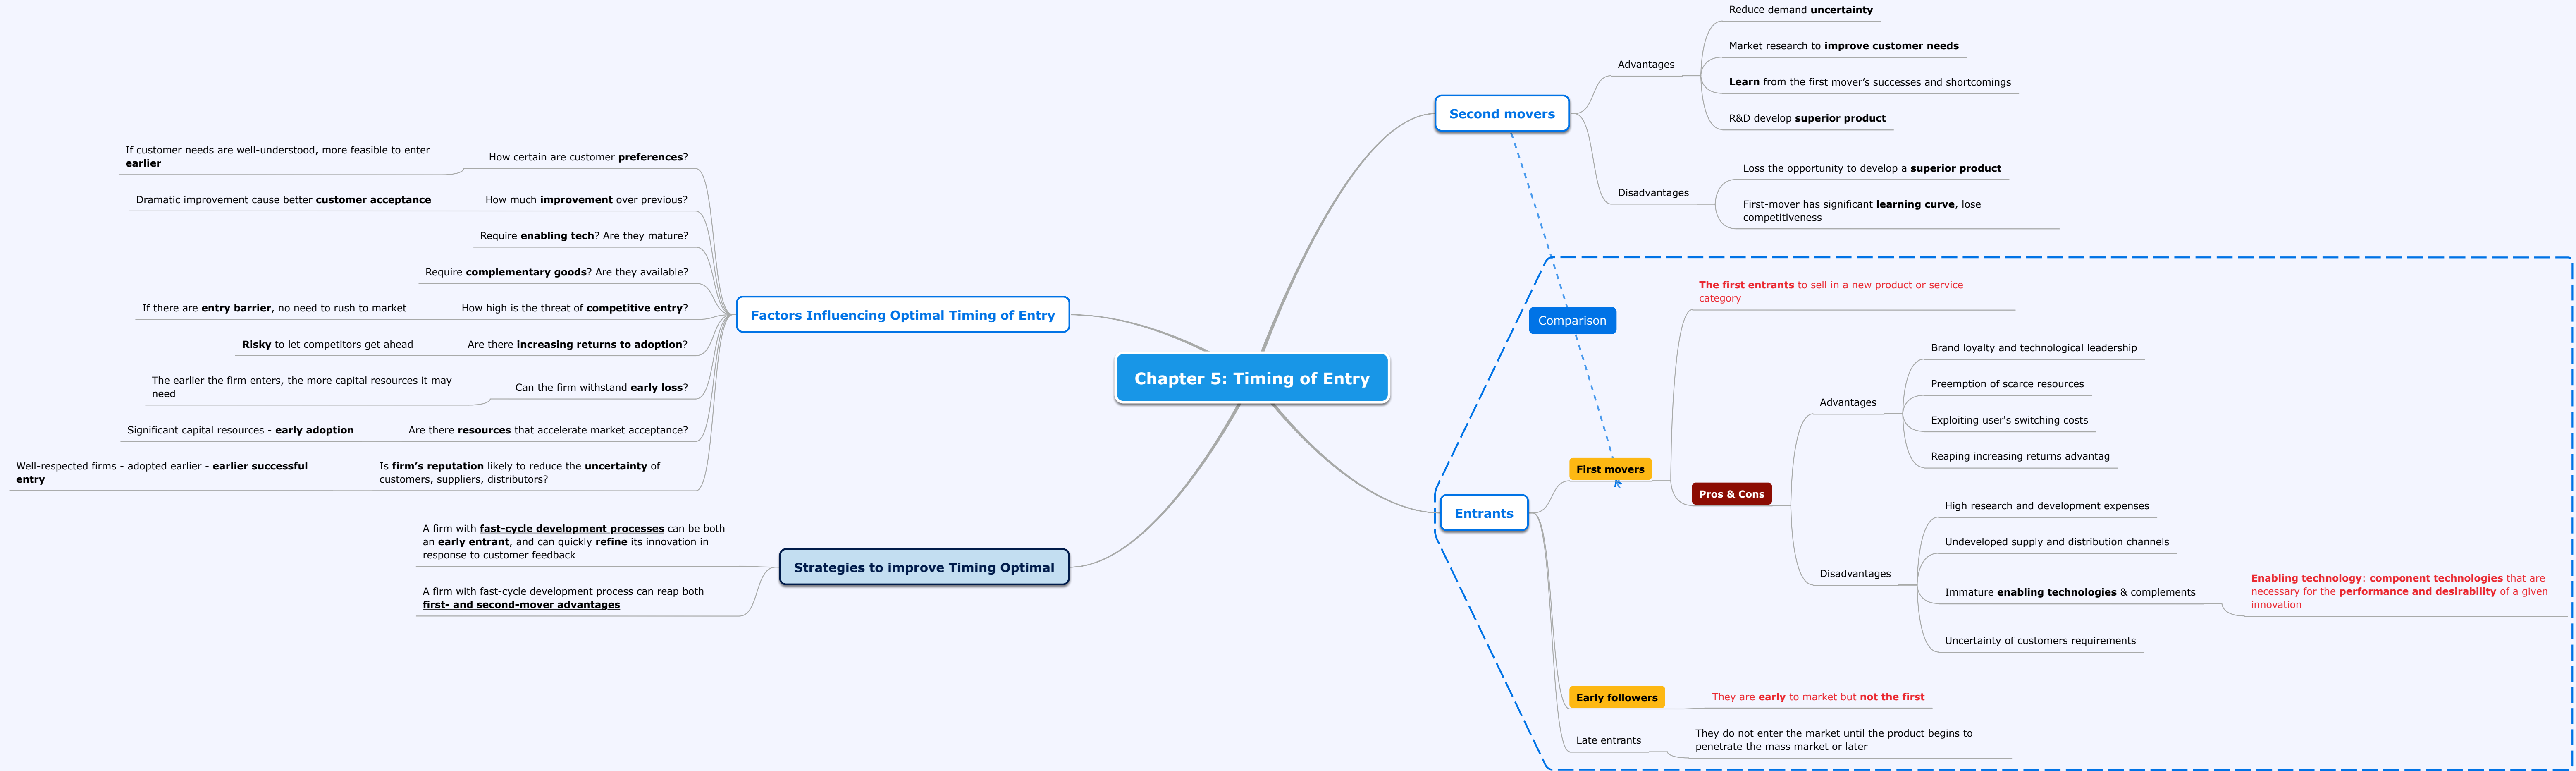 Chapter 5: Timing of Entry
Second movers
Advantages
Reduce demand uncertainty
Market research to improve customer needs
Learn from the first mover’s successes and shortcomings
R&D develop superior product
Disadvantages
Loss the opportunity to develop a superior product
First-mover has significant learning curve, lose
competitiveness
Comparison
Entrants
First movers
The first entrants to sell in a new product or service
category
Pros & Cons
Advantages
Brand loyalty and technological leadership
Preemption of scarce resources
Exploiting user's switching costs
Reaping increasing returns advantag
Disadvantages
High research and development expenses
Undeveloped supply and distribution channels
Immature enabling technologies & complements
Enabling technology: component technologies that are
necessary for the performance and desirability of a given
innovation
Uncertainty of customers requirements
Early followers
They are early to market but not the first
Late entrants
They do not enter the market until the product begins to
penetrate the mass market or later
Factors Influencing Optimal Timing of Entry
How certain are customer preferences?
If customer needs are well-understood, more feasible to enter
earlier
How much improvement over previous?
Dramatic improvement cause better customer acceptance
Require enabling tech? Are they mature?
Require complementary goods? Are they available?
How high is the threat of competitive entry?
If there are entry barrier, no need to rush to market
Are there increasing returns to adoption?
Risky to let competitors get ahead
Can the firm withstand early loss?
The earlier the firm enters, the more capital resources it may
need
Are there resources that accelerate market acceptance?
Significant capital resources - early adoption
Is firm’s reputation likely to reduce the uncertainty of
customers, suppliers, distributors?
Well-respected firms - adopted earlier - earlier successful
entry
Strategies to improve Timing Optimal
A firm with fast-cycle development processes can be both
an early entrant, and can quickly refine its innovation in
response to customer feedback
A firm with fast-cycle development process can reap both
first- and second-mover advantages